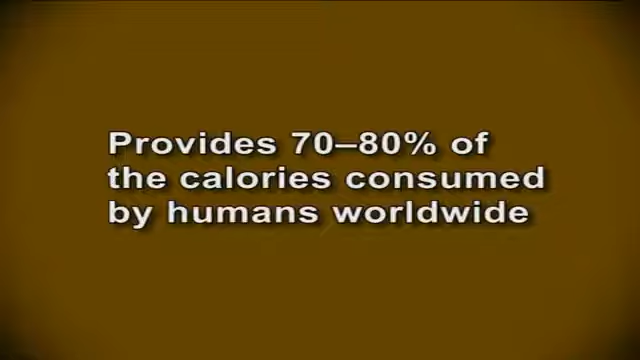 Provides 70–80% of
the calories consumed
by humans worldwide